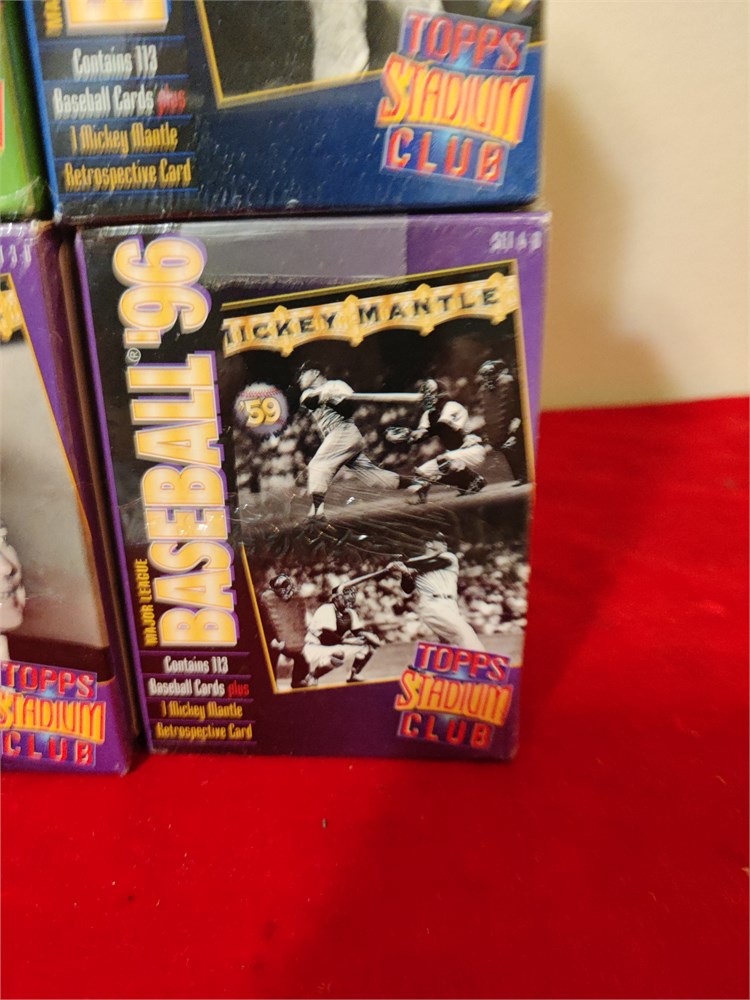 Contains 113
Baseball Cards plus
1 Mickey Mantle
Retrospective Card
TOPPS
STADIUM
CLUB
TOPPS
STADIUM
CLUB
MAJOR LEAGUE
BASEBALL® '96
MICKEY MANTLE
'59
Contains 113
Baseball Cards plus
1 Mickey Mantle
Retrospective Card
TOPPS
STADIUM
CLUB